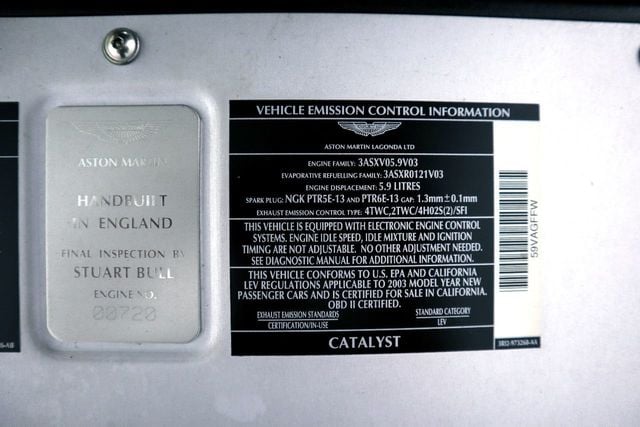 ASTON MARTIN
HANDBUILT
IN ENGLAND
FINAL INSPECTION BY
STUART BULL
ENGINE NO.
00720
VEHICLE EMISSION CONTROL INFORMATION
ASTON MARTIN LAGONDA LTD
ENGINE FAMILY: 3ASXV05.9V03
EVAPORATIVE REFUELLING FAMILY: 3ASXR0121V03
ENGINE DISPLACEMENT: 5.9 LITRES
SPARK PLUG: NGK PTR5E-13 AND PTR6E-13 GAP: 1.3mm±0.1mm
EXHAUST EMISSION CONTROL TYPE: 4TWC,2TWC/4HO2S(2)/SFI
THIS VEHICLE IS EQUIPPED WITH ELECTRONIC ENGINE CONTROL
SYSTEMS. ENGINE IDLE SPEED, IDLE MIXTURE AND IGNITION
TIMING ARE NOT ADJUSTABLE. NO OTHER ADJUSTMENT NEEDED.
SEE DIAGNOSTIC MANUAL FOR ADDITIONAL INFORMATION.
THIS VEHICLE CONFORMS TO U.S. EPA AND CALIFORNIA
LEV REGULATIONS APPLICABLE TO 2003 MODEL YEAR NEW
PASSENGER CARS AND IS CERTIFIED FOR SALE IN CALIFORNIA.
OBD II CERTIFIED.
EXHAUST EMISSION STANDARDS STANDARD CATEGORY
CERTIFICATION/IN-USE LEV
CATALYST
59VAGFFW
3R12-973268-AA